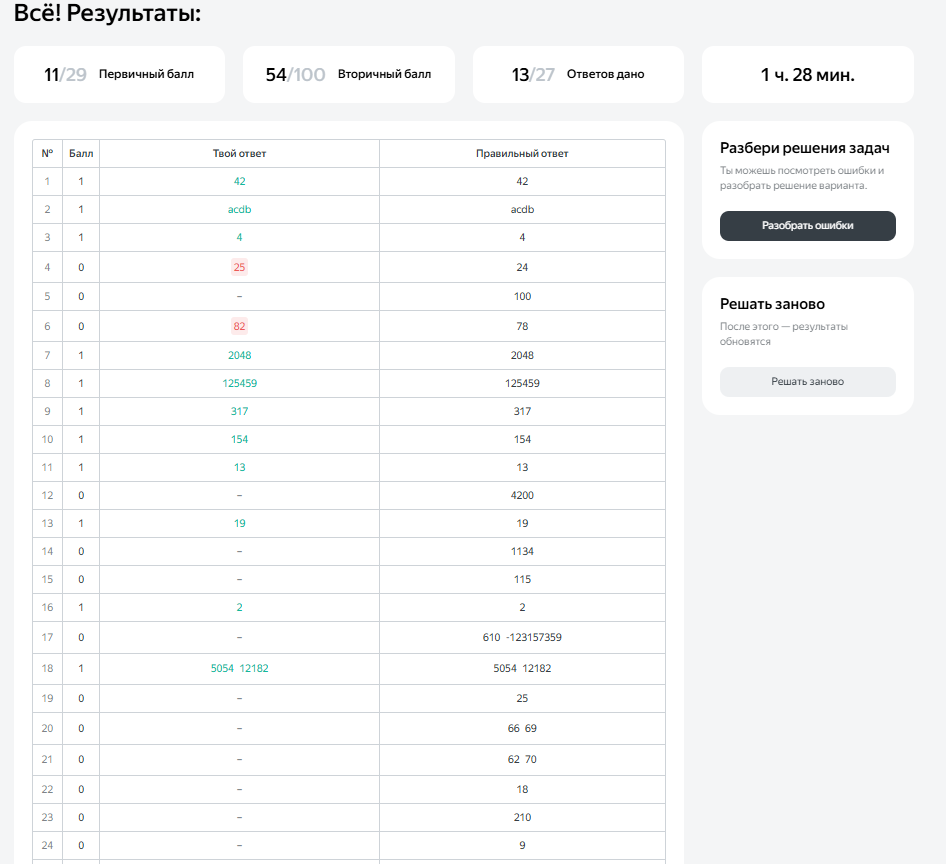 Всё! Результаты:
11/29 Первичный балл
54/100 Вторичный балл
13/27 Ответов дано
1 ч. 28 мин.
№ Балл Твой ответ Правильный ответ
1 1 42 42
2 1 acdb acdb
3 1 4 4
4 0 25 24
5 0 – 100
6 0 82 78
7 1 2048 2048
8 1 125459 125459
9 1 317 317
10 1 154 154
11 1 13 13
12 0 – 4200
13 1 19 19
14 0 – 1134
15 0 – 115
16 1 2 2
17 0 – 610 -123157359
18 1 5054 12182 5054 12182
19 0 – 25
20 0 – 66 69
21 0 – 62 70
22 0 – 18
23 0 – 210
24 0 – 9
Разбери решения задач
Ты можешь посмотреть ошибки и
разобрать решение варианта.
Разобрать ошибки
Решать заново
После этого — результаты
обновятся
Решать заново